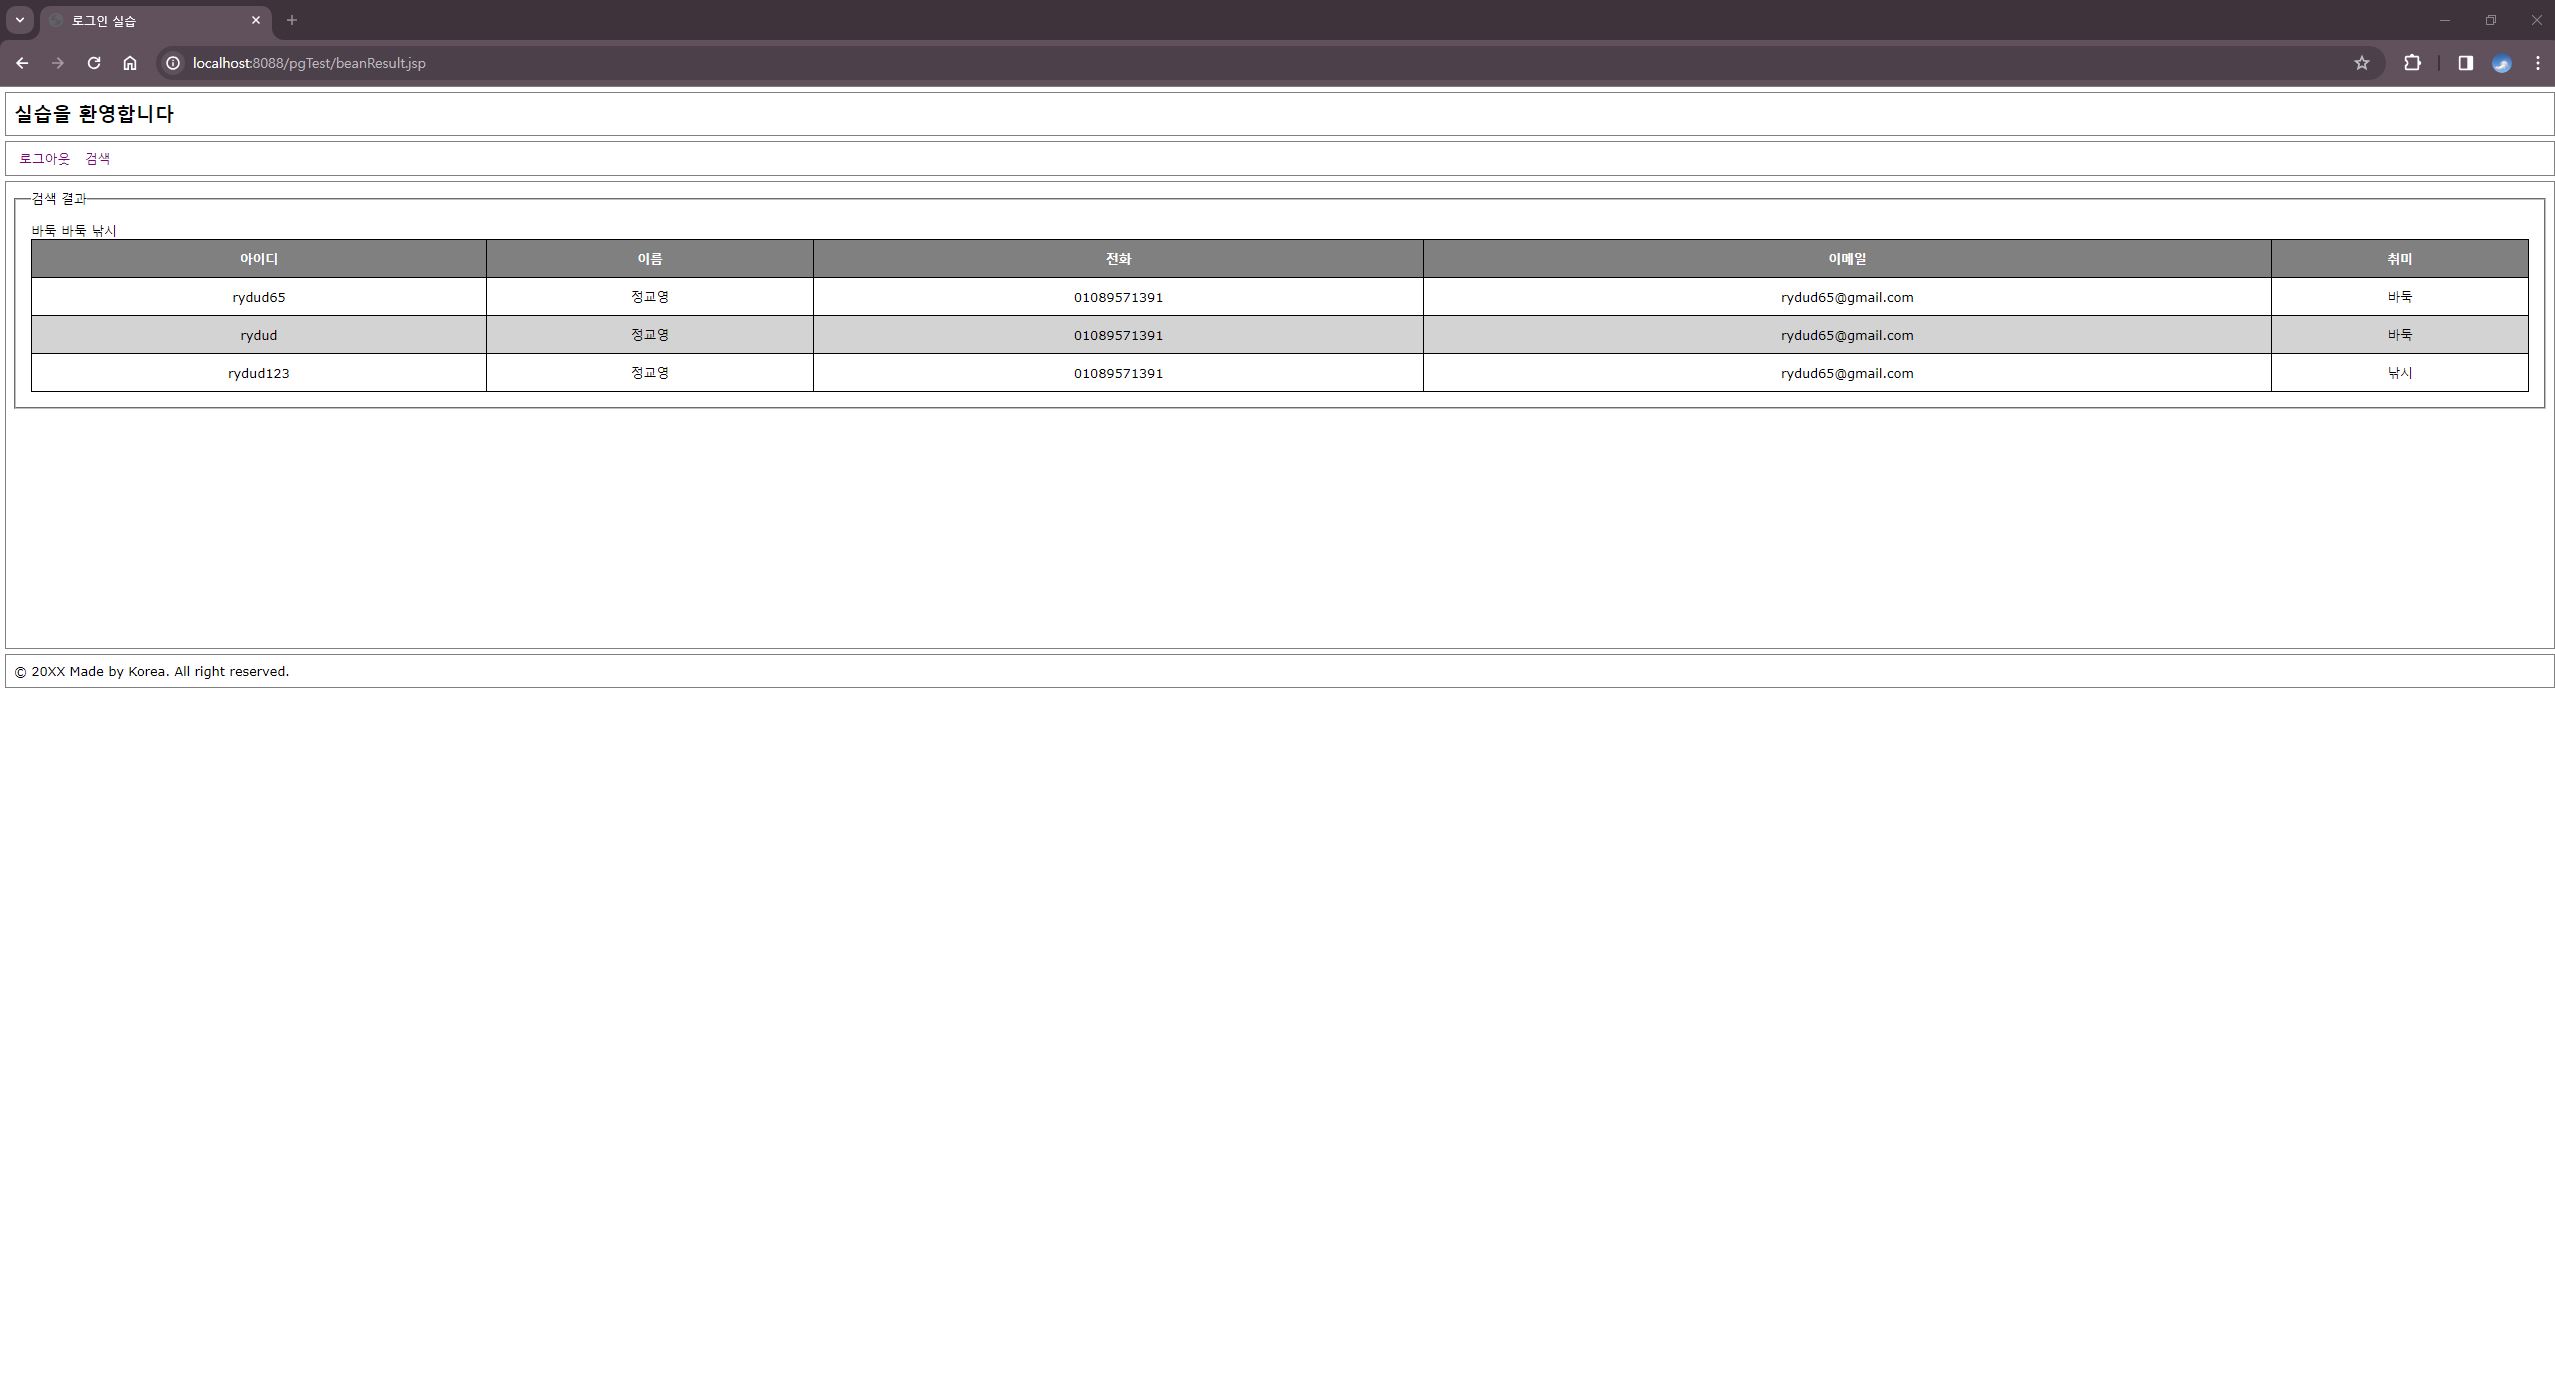 로그인 실습
localhost:8088/pgTest/beanResult.jsp
실습을 환영합니다
로그아웃 검색
검색 결과
바둑 바둑 낚시
아이디 이름 전화 이메일 취미
rydud65 정교영 01089571391 rydud65@gmail.com 바둑
rydud 정교영 01089571391 rydud65@gmail.com 바둑
rydud123 정교영 01089571391 rydud65@gmail.com 낚시
© 20XX Made by Korea. All right reserved.